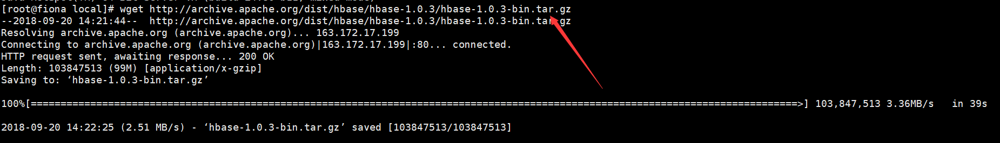 [root@fiona local]# wget http://archive.apache.org/dist/hbase/hbase-1.0.3/hbase-1.0.3-bin.tar.gz
--2018-09-20 14:21:44--  http://archive.apache.org/dist/hbase/hbase-1.0.3/hbase-1.0.3-bin.tar.gz
Resolving archive.apache.org (archive.apache.org)... 163.172.17.199
Connecting to archive.apache.org (archive.apache.org)|163.172.17.199|:80... connected.
HTTP request sent, awaiting response... 200 OK
Length: 103847513 (99M) [application/x-gzip]
Saving to: ‘hbase-1.0.3-bin.tar.gz’
100%[=================================================================================================================================>] 103,847,513 3.36MB/s   in 39s
2018-09-20 14:22:25 (2.51 MB/s) - ‘hbase-1.0.3-bin.tar.gz’ saved [103847513/103847513]